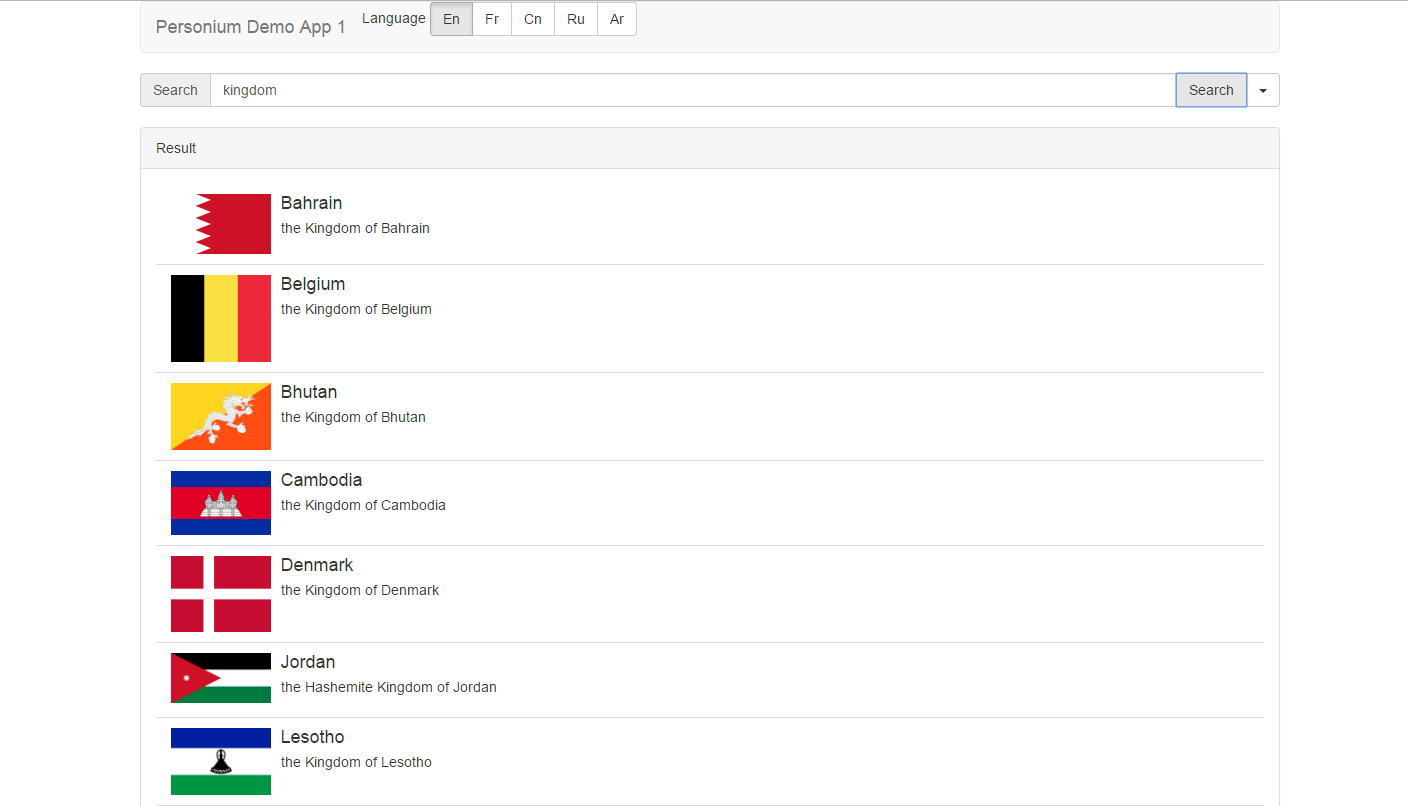 Personium Demo App 1 Language En Fr Cn Ru Ar
Search kingdom Search
Result
Bahrain
the Kingdom of Bahrain
Belgium
the Kingdom of Belgium
Bhutan
the Kingdom of Bhutan
Cambodia
the Kingdom of Cambodia
Denmark
the Kingdom of Denmark
Jordan
the Hashemite Kingdom of Jordan
Lesotho
the Kingdom of Lesotho